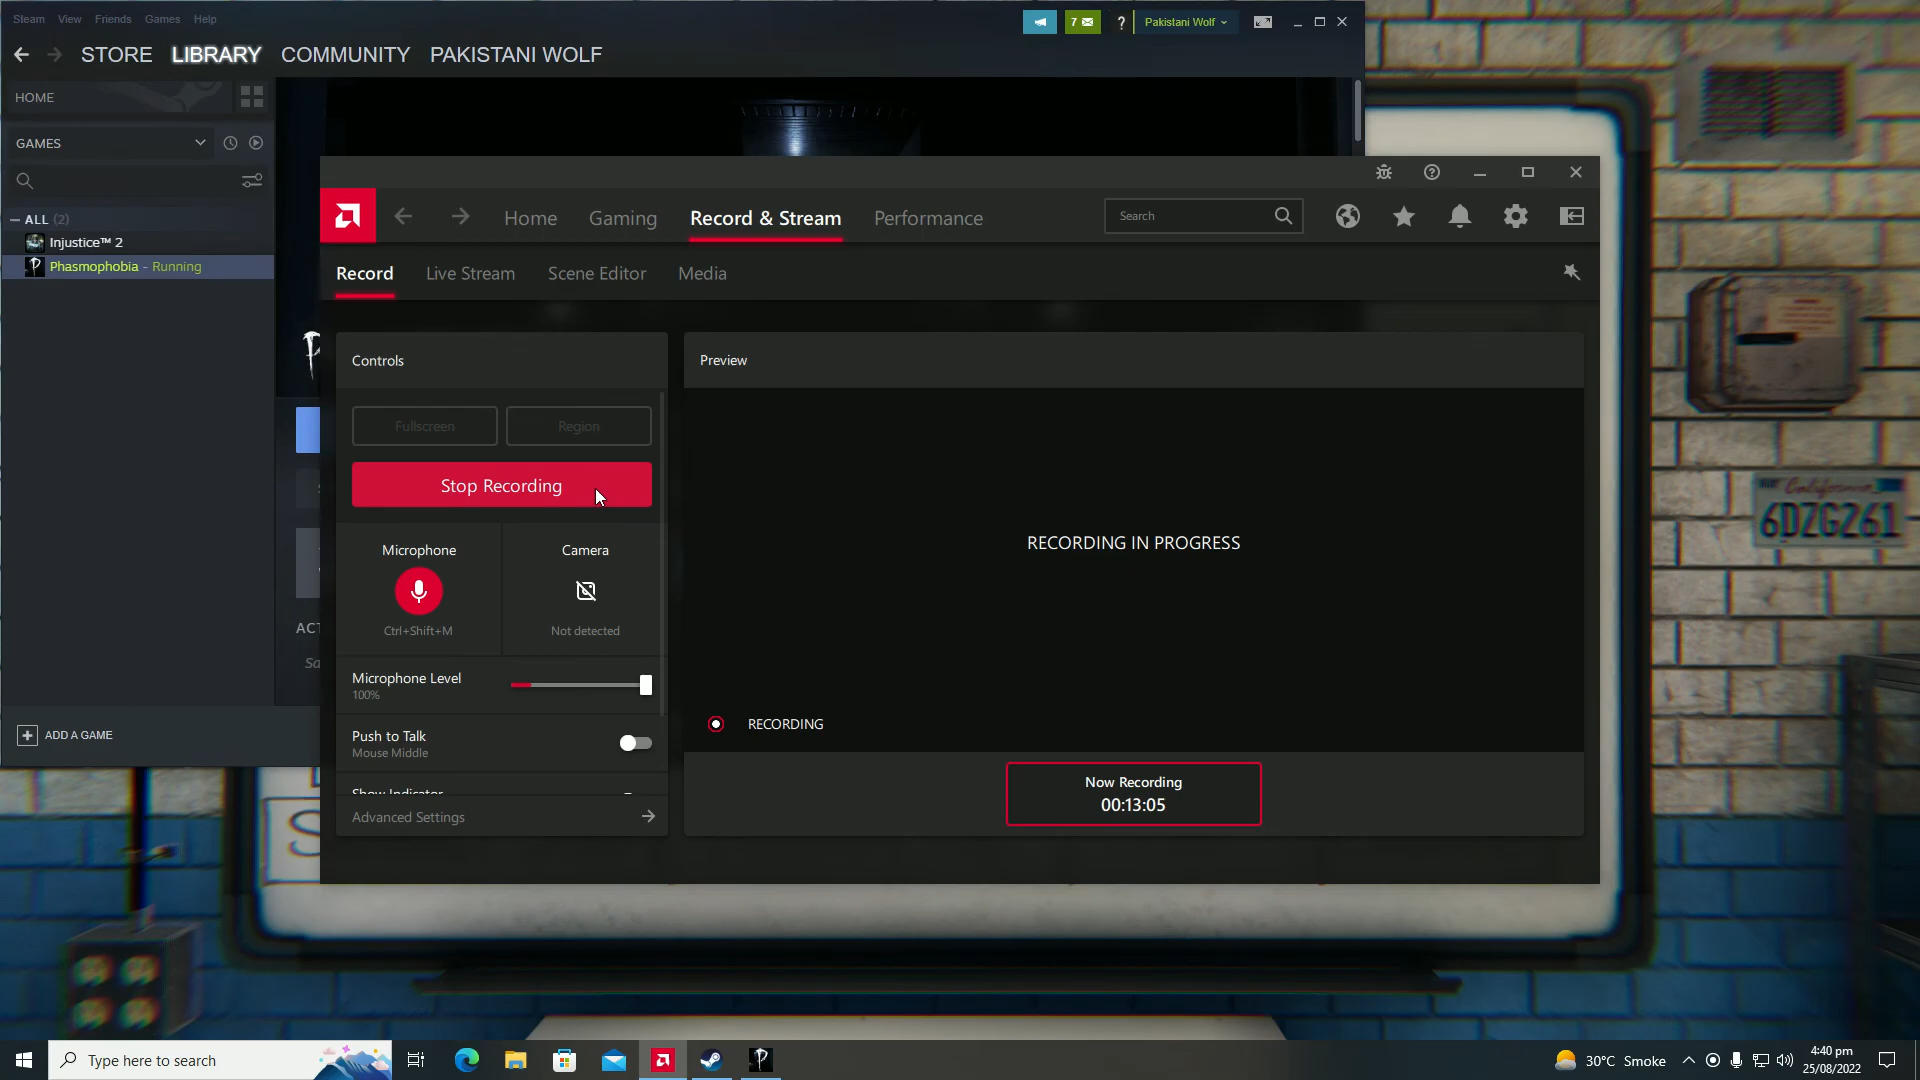 Steam View Friends Games Help
7
?
Pakistani Wolf
STORE LIBRARY COMMUNITY PAKISTANI WOLF
HOME
GAMES
ALL (2)
Injustice™ 2
Phasmophobia - Running
ADD A GAME
Home Gaming Record & Stream Performance
Search
Record Live Stream Scene Editor Media
Controls
Fullscreen Region
Stop Recording
Microphone Camera
Ctrl+Shift+M Not detected
Microphone Level
100%
Push to Talk
Mouse Middle
Show Indicator
Advanced Settings
Preview
RECORDING IN PROGRESS
RECORDING
Now Recording
00:13:05
California
6DZG261
Type here to search
30°C Smoke
4:40 pm
25/08/2022